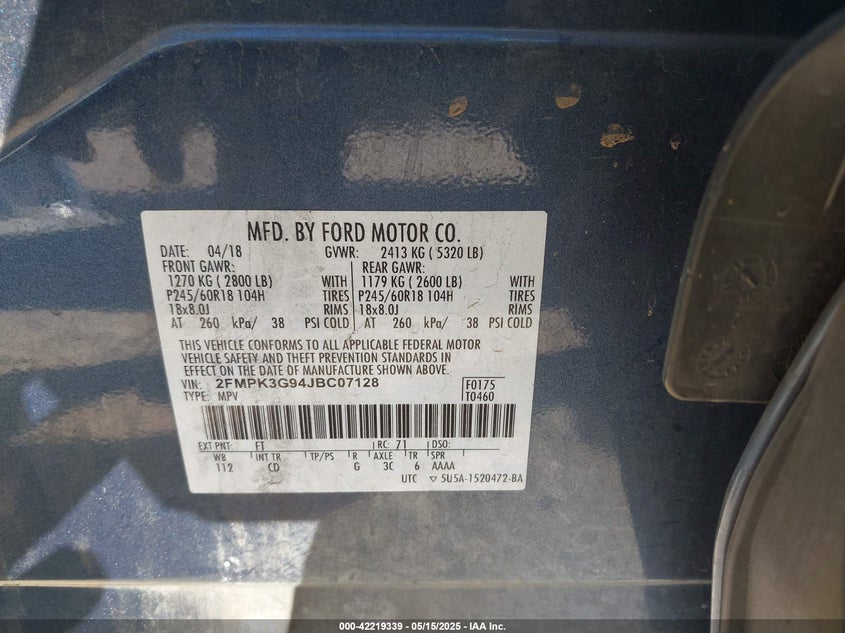 MFD. BY FORD MOTOR CO.
DATE: 04/18 GVWR: 2413 KG ( 5320 LB)
FRONT GAWR: REAR GAWR:
1270 KG ( 2800 LB) WITH 1179 KG ( 2600 LB) WITH
P245/60R18 104H TIRES P245/60R18 104H TIRES
18x8.0J RIMS 18x8.0J RIMS
AT 260 kPa/ 38 PSI COLD AT 260 kPa/ 38 PSI COLD
THIS VEHICLE CONFORMS TO ALL APPLICABLE FEDERAL MOTOR
VEHICLE SAFETY AND THEFT PREVENTION STANDARDS IN
EFFECT ON THE DATE OF MANUFACTURE SHOWN ABOVE.
VIN: 2FMPK3G94JBC07128 F0175
TYPE: MPV T0460
EXT PNT: FT RC: 71 DSO:
WB INT TR TP/PS R AXLE TR SPR
112 CD G 3C 6 AAAA
UTC ▽ 5U5A-1520472-BA
000-42219339 - 05/15/2025 - IAA Inc.